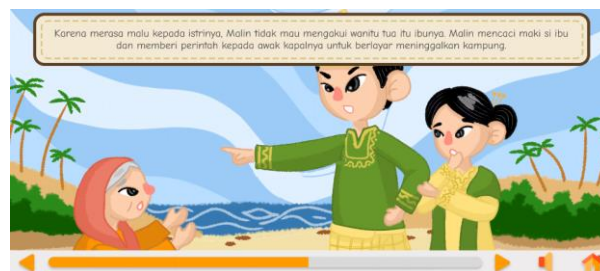 Karena merasa malu kepada istrinya, Malin tidak mau mengakui wanitu tua itu ibunya. Malin mencaci maki si ibu
dan memberi perintah kepada awak kapalnya untuk berlayar meninggalkan kampung.